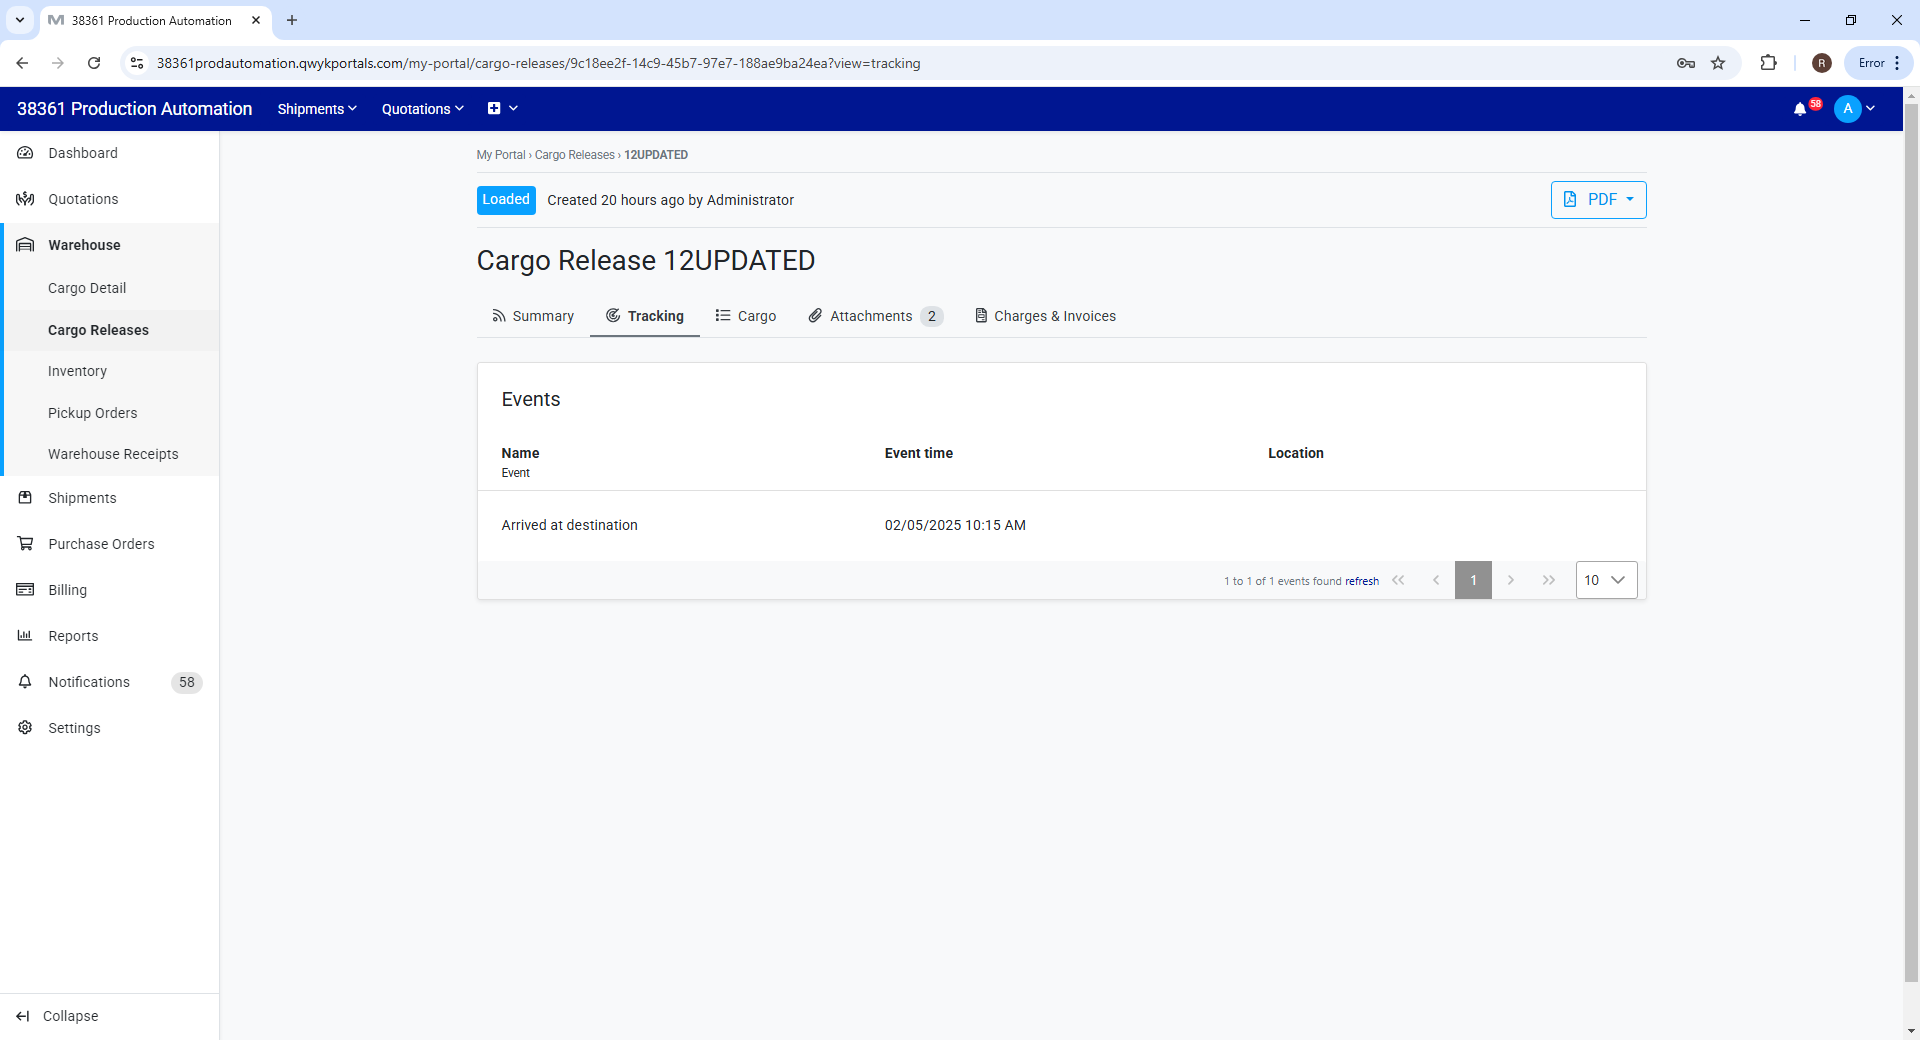 38361 Production Automation
38361prodautomation.qwykportals.com/my-portal/cargo-releases/9c18ee2f-14c9-45b7-97e7-188ae9ba24ea?view=tracking
R
Error
38361 Production Automation
Shipments
Quotations
58
A
Dashboard
Quotations
Warehouse
Cargo Detail
Cargo Releases
Inventory
Pickup Orders
Warehouse Receipts
Shipments
Purchase Orders
Billing
Reports
Notifications 58
Settings
Collapse
My Portal › Cargo Releases › 12UPDATED
Loaded Created 20 hours ago by Administrator
PDF
Cargo Release 12UPDATED
Summary Tracking Cargo Attachments 2 Charges & Invoices
Events
Name Event time Location
Event
Arrived at destination 02/05/2025 10:15 AM
1 to 1 of 1 events found refresh 1 10